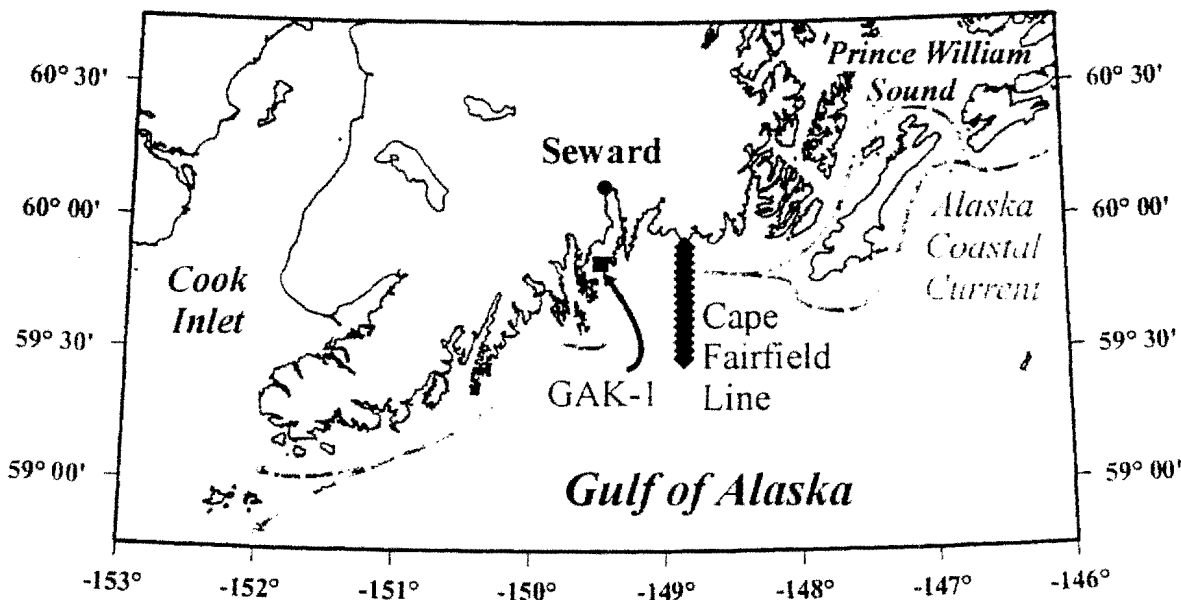 Prince William
Sound
60° 30'
60° 30'
Seward
60° 00'
60° 00'
Alaska
Coastal
Current
Cook
Inlet
Cape
Fairfield
Line
59° 30'
59° 30'
GAK-1
59° 00'
59° 00'
Gulf of Alaska
-153°
-152°
-151°
-150°
-149°
-148°
-147°
-146°